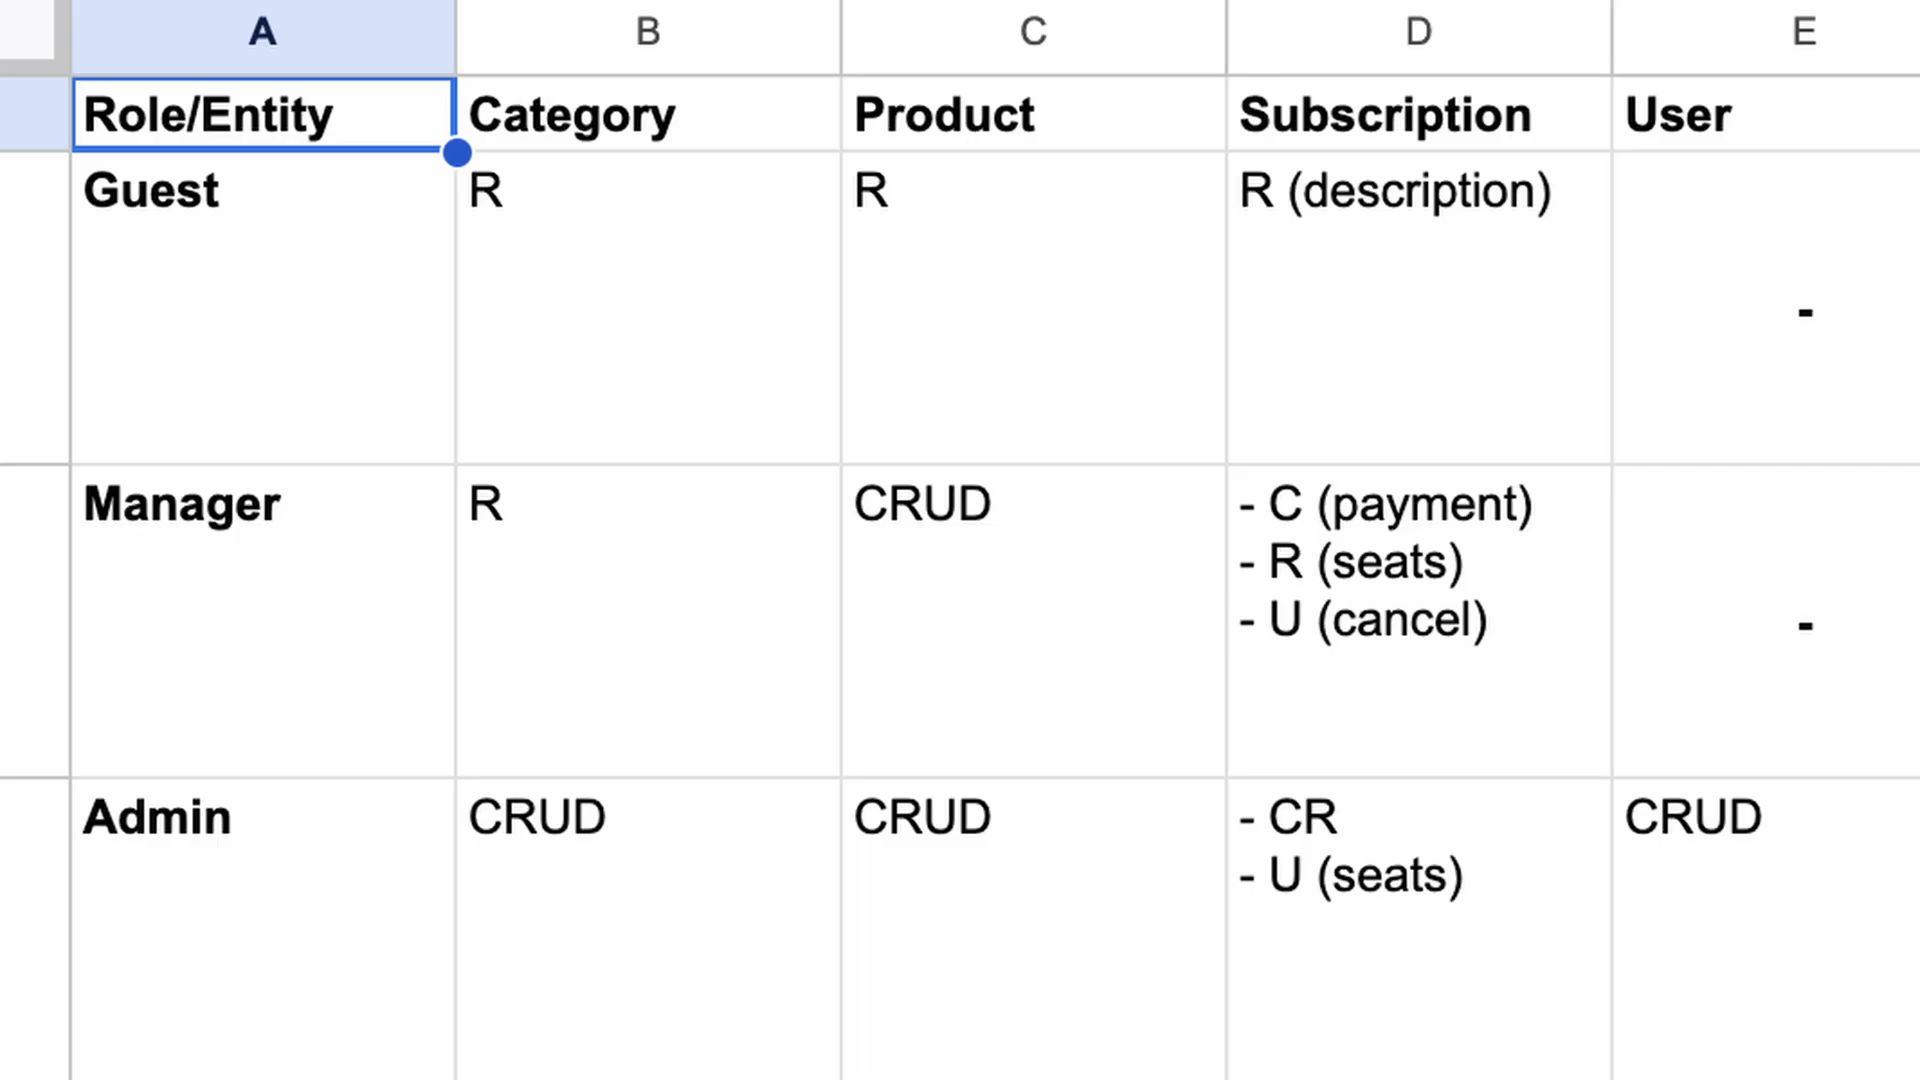 A B C D E
Role/Entity Category Product Subscription User
Guest R R R (description) -
Manager R CRUD - C (payment)
- R (seats)
- U (cancel) -
Admin CRUD CRUD - CR CRUD
- U (seats)